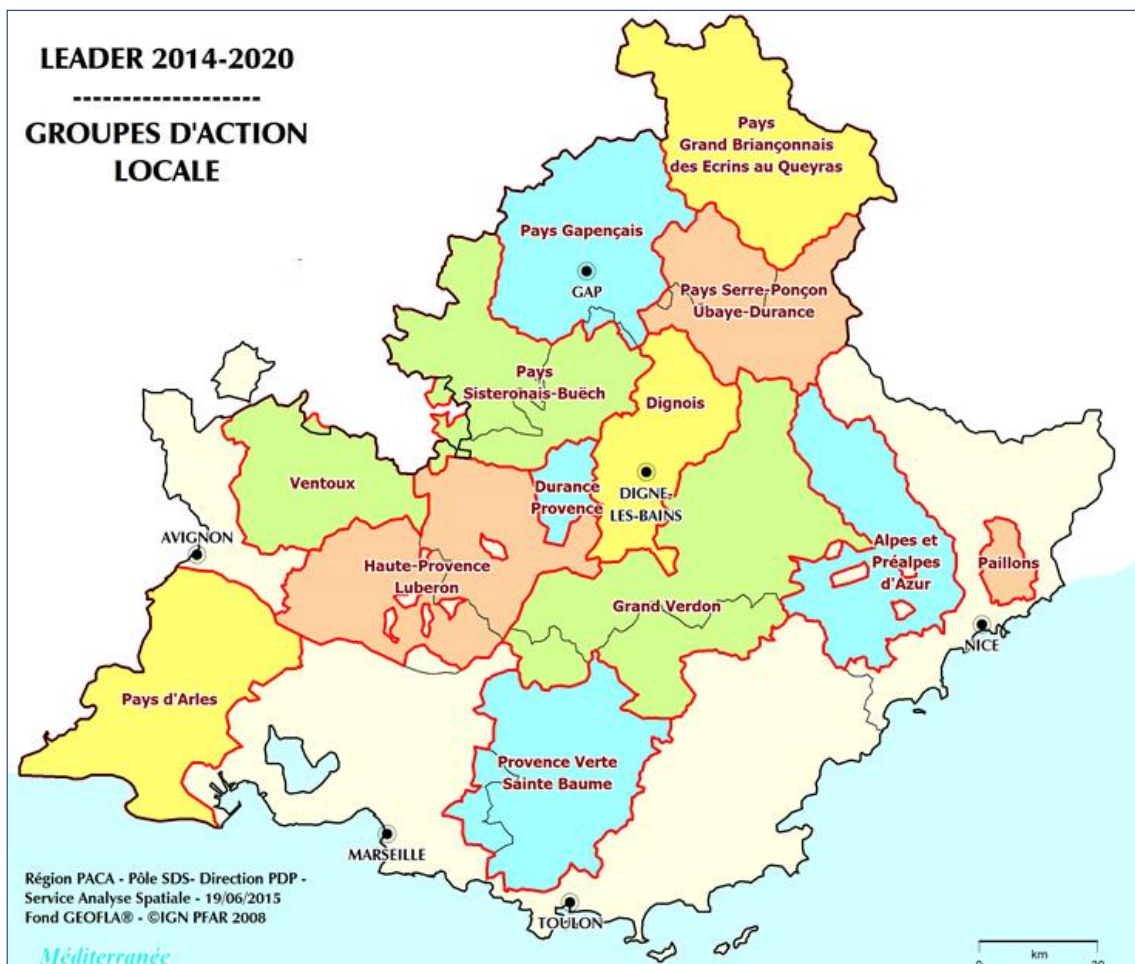 LEADER 2014-2020
-------------------
GROUPES D'ACTION
LOCALE
Pays
Grand Briançonnais
des Ecrins au Queyras
Pays Gapençais
GAP
Pays Serre-Ponçon
Ubaye-Durance
Pays
Sisteronais-Buëch
Dignois
Ventoux
Durance
Provence
DIGNE-
LES-BAINS
AVIGNON
Haute-Provence
Luberon
Alpes et
Préalpes
d'Azur
Paillons
Grand Verdon
NICE
Pays d'Arles
Provence Verte
Sainte Baume
MARSEILLE
Région PACA - Pôle SDS- Direction PDP -
Service Analyse Spatiale - 19/06/2015
Fond GEOFLA® - ©IGN PFAR 2008
TOULON
Méditerranée
km